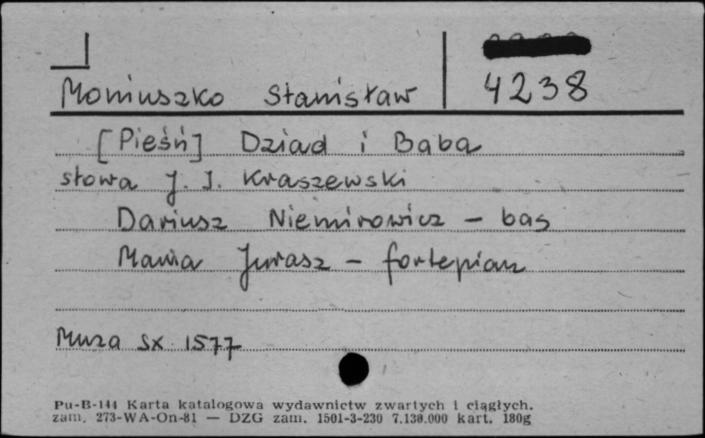 Moniuszko Stanisław 4238
[Pieśń] Dziad i Baba
słowa J. I. Kraszewski
Dariusz Niemirowicz – bas
Maria Jurasz – fortepian
Muza SX 1577
Pu-B-144 Karta katalogowa wydawnictw zwartych i ciągłych.
zam. 273-WA-On-81 — DZG zam. 1501-3-230 7.130.000 kart. 180g